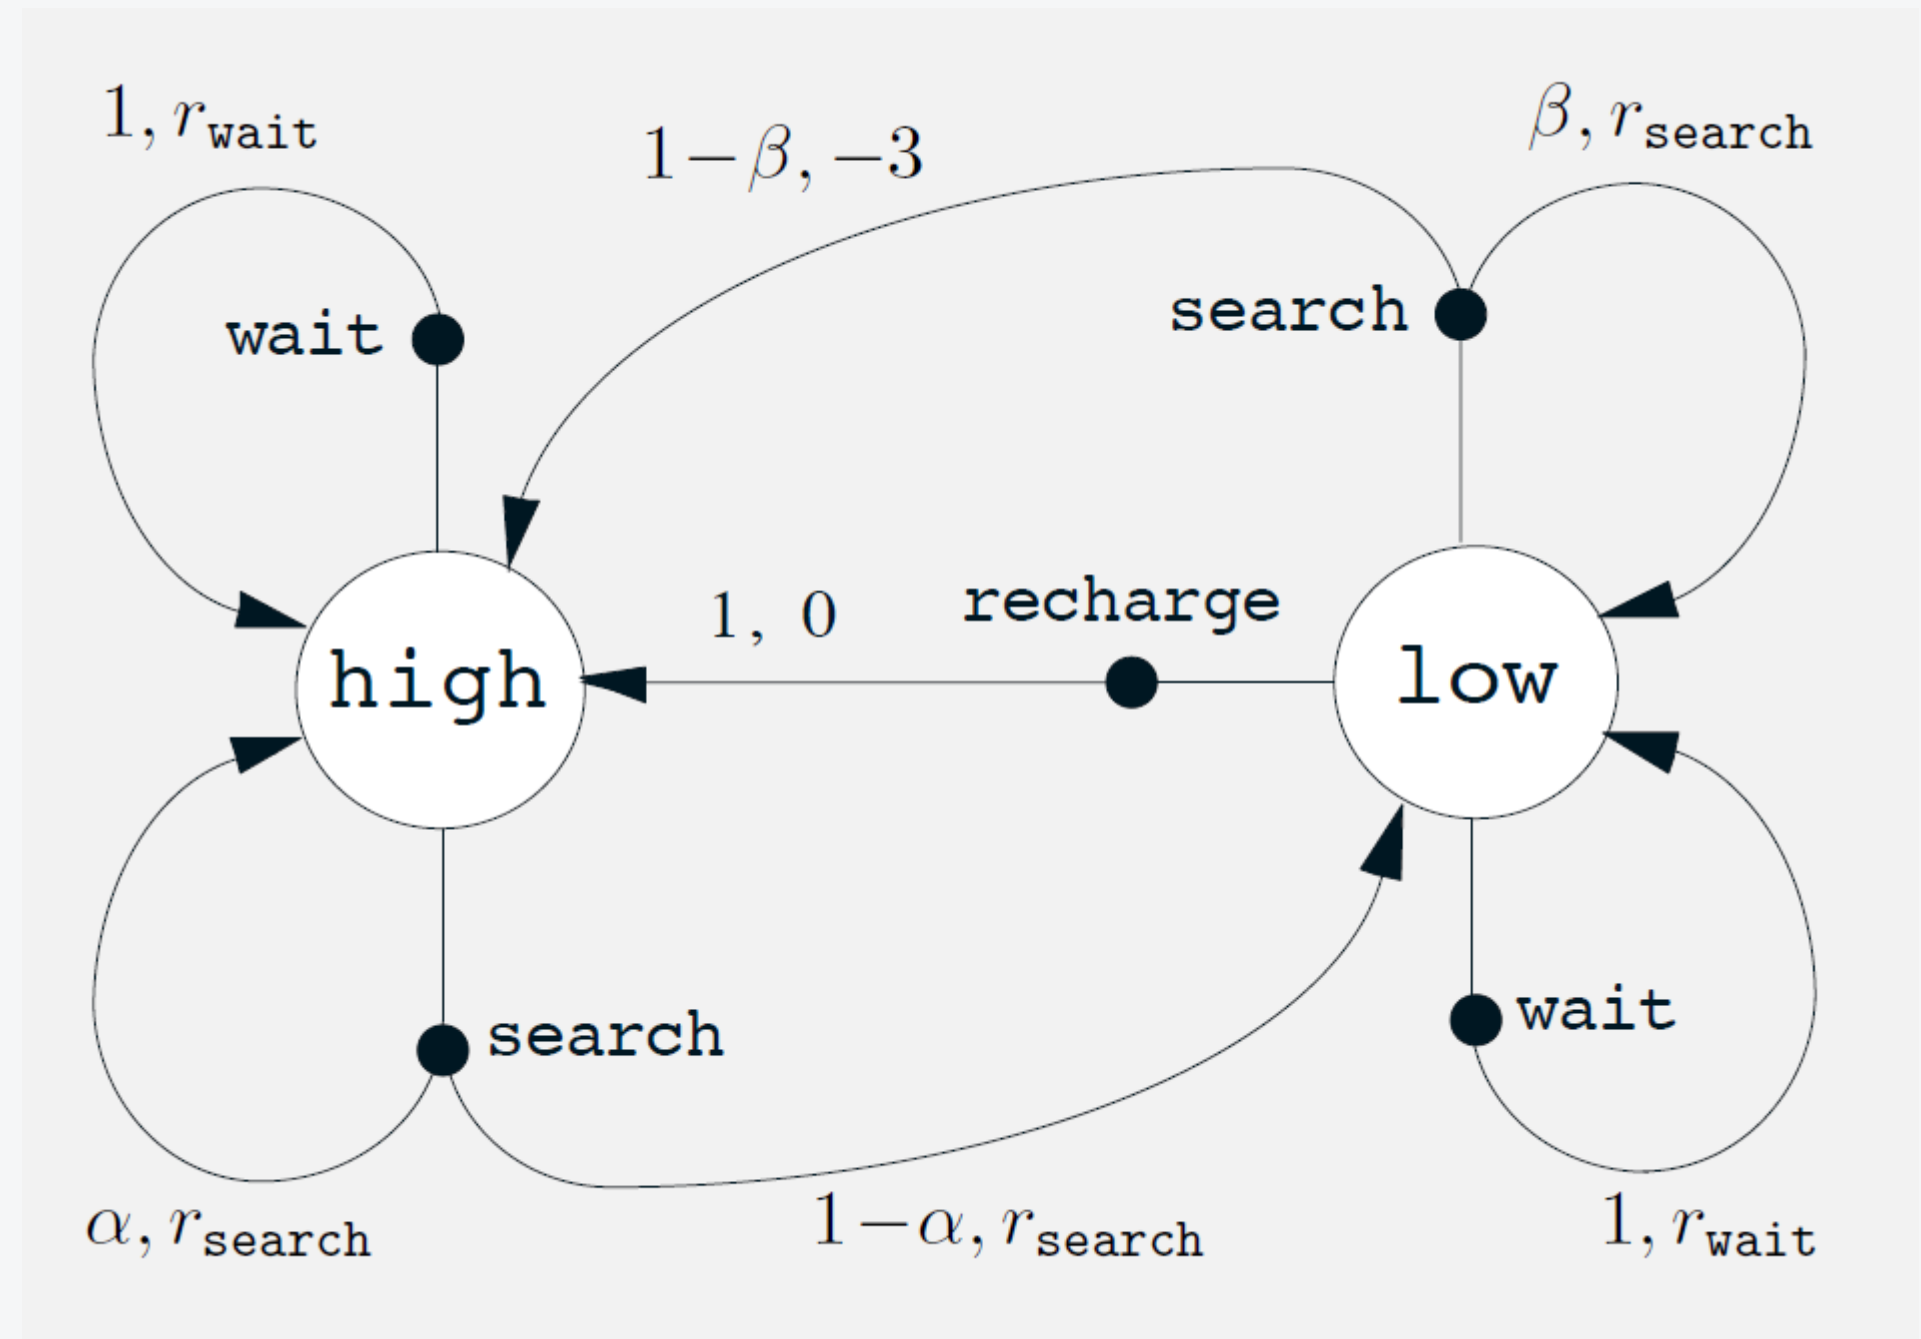 1, r_wait
1−β, −3
β, r_search
wait
search
1, 0
recharge
high
low
search
wait
α, r_search
1−α, r_search
1, r_wait